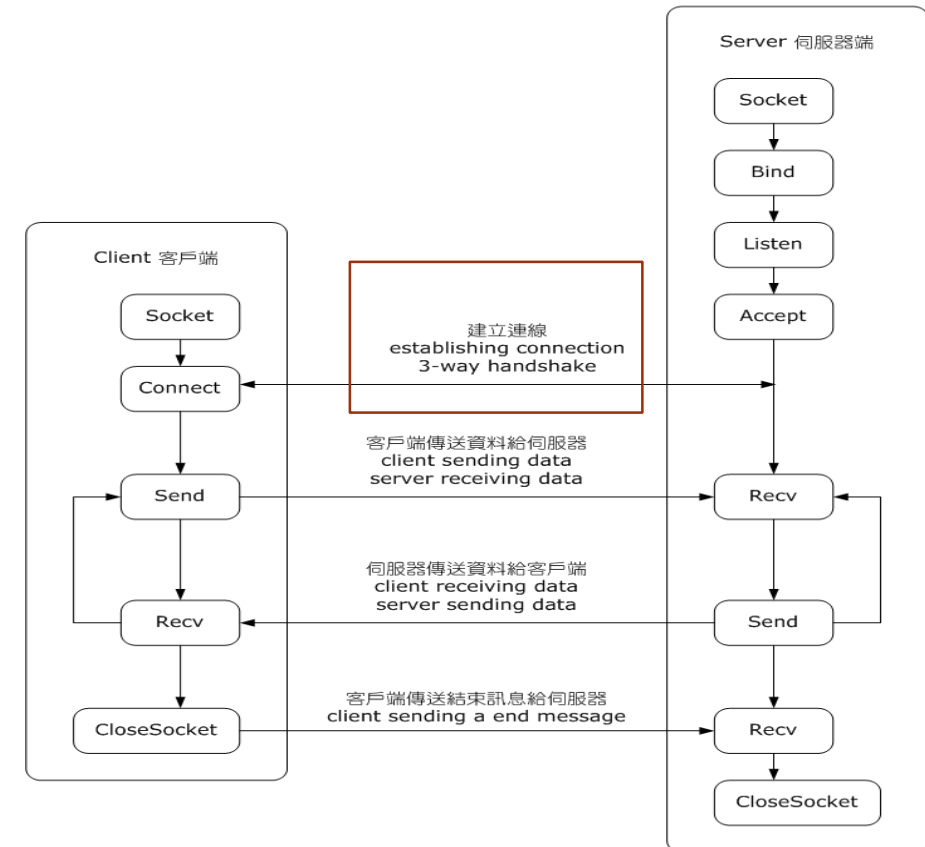 Server 伺服器端
Socket
Bind
Listen
Accept
Client 客戶端
Socket
Connect
建立連線
establishing connection
3-way handshake
客戶端傳送資料給伺服器
client sending data
server receiving data
Send
Recv
伺服器傳送資料給客戶端
client receiving data
server sending data
Recv
Send
客戶端傳送結束訊息給伺服器
client sending a end message
CloseSocket
Recv
CloseSocket